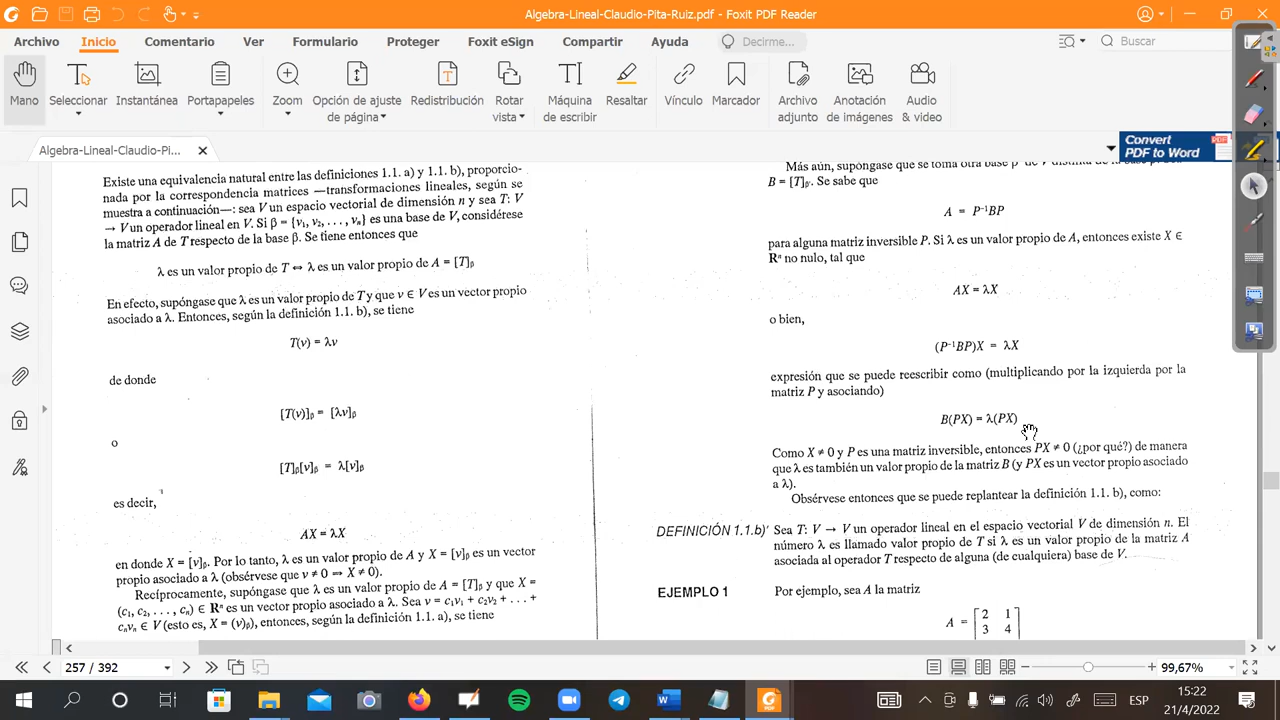 Algebra-Lineal-Claudio-Pita-Ruiz.pdf - Foxit PDF Reader
Archivo Inicio Comentario Ver Formulario Proteger Foxit eSign Compartir Ayuda Decirme... Buscar
Mano Seleccionar Instantánea Portapapeles Zoom Opción de ajuste de página Redistribución Rotar vista Máquina de escribir Resaltar Vínculo Marcador Archivo adjunto Anotación de imágenes Audio & video
Algebra-Lineal-Claudio-Pi...
Convert
PDF to Word
Existe una equivalencia natural entre las definiciones 1.1. a) y 1.1. b), proporcio-
nada por la correspondencia matrices —transformaciones lineales, según se
muestra a continuación—: sea V un espacio vectorial de dimensión n y sea T: V
→ V un operador lineal en V. Si β = {v₁, v₂, . . . , vₙ} es una base de V, considérese
la matriz A de T respecto de la base β. Se tiene entonces que
λ es un valor propio de T ⇔ λ es un valor propio de A = [T]ᵦ
En efecto, supóngase que λ es un valor propio de T y que v ∈ V es un vector propio
asociado a λ. Entonces, según la definición 1.1. b), se tiene
T(v) = λv
de donde
[T(v)]ᵦ = [λv]ᵦ
o
[T]ᵦ[v]ᵦ = λ[v]ᵦ
es decir,
AX = λX
en donde X = [v]ᵦ. Por lo tanto, λ es un valor propio de A y X = [v]ᵦ es un vector
propio asociado a λ (obsérvese que v ≠ 0 ⇒ X ≠ 0).
Recíprocamente, supóngase que λ es un valor propio de A = [T]ᵦ y que X =
(c₁, c₂, . . . , cₙ) ∈ Rⁿ es un vector propio asociado a λ. Sea v = c₁v₁ + c₂v₂ + . . . +
cₙvₙ ∈ V (esto es, X = (v)ᵦ), entonces, según la definición 1.1. a), se tiene
Más aún, supóngase que se toma otra base
B = [T]ᵦ'. Se sabe que
A = P⁻¹BP
para alguna matriz inversible P. Si λ es un valor propio de A, entonces existe X ∈
Rⁿ no nulo, tal que
AX = λX
o bien,
(P⁻¹BP)X = λX
expresión que se puede reescribir como (multiplicando por la izquierda por la
matriz P y asociando)
B(PX) = λ(PX)
Como X ≠ 0 y P es una matriz inversible, entonces PX ≠ 0 (¿por qué?) de manera
que λ es también un valor propio de la matriz B (y PX es un vector propio asociado
a λ).
Obsérvese entonces que se puede replantear la definición 1.1. b), como:
DEFINICIÓN 1.1.b)' Sea T: V → V un operador lineal en el espacio vectorial V de dimensión n. El
número λ es llamado valor propio de T si λ es un valor propio de la matriz A
asociada al operador T respecto de alguna (de cualquiera) base de V.
EJEMPLO 1 Por ejemplo, sea A la matriz
A = [2 1
3 4]
257 / 392 99,67%
ESP 15:22
21/4/2022